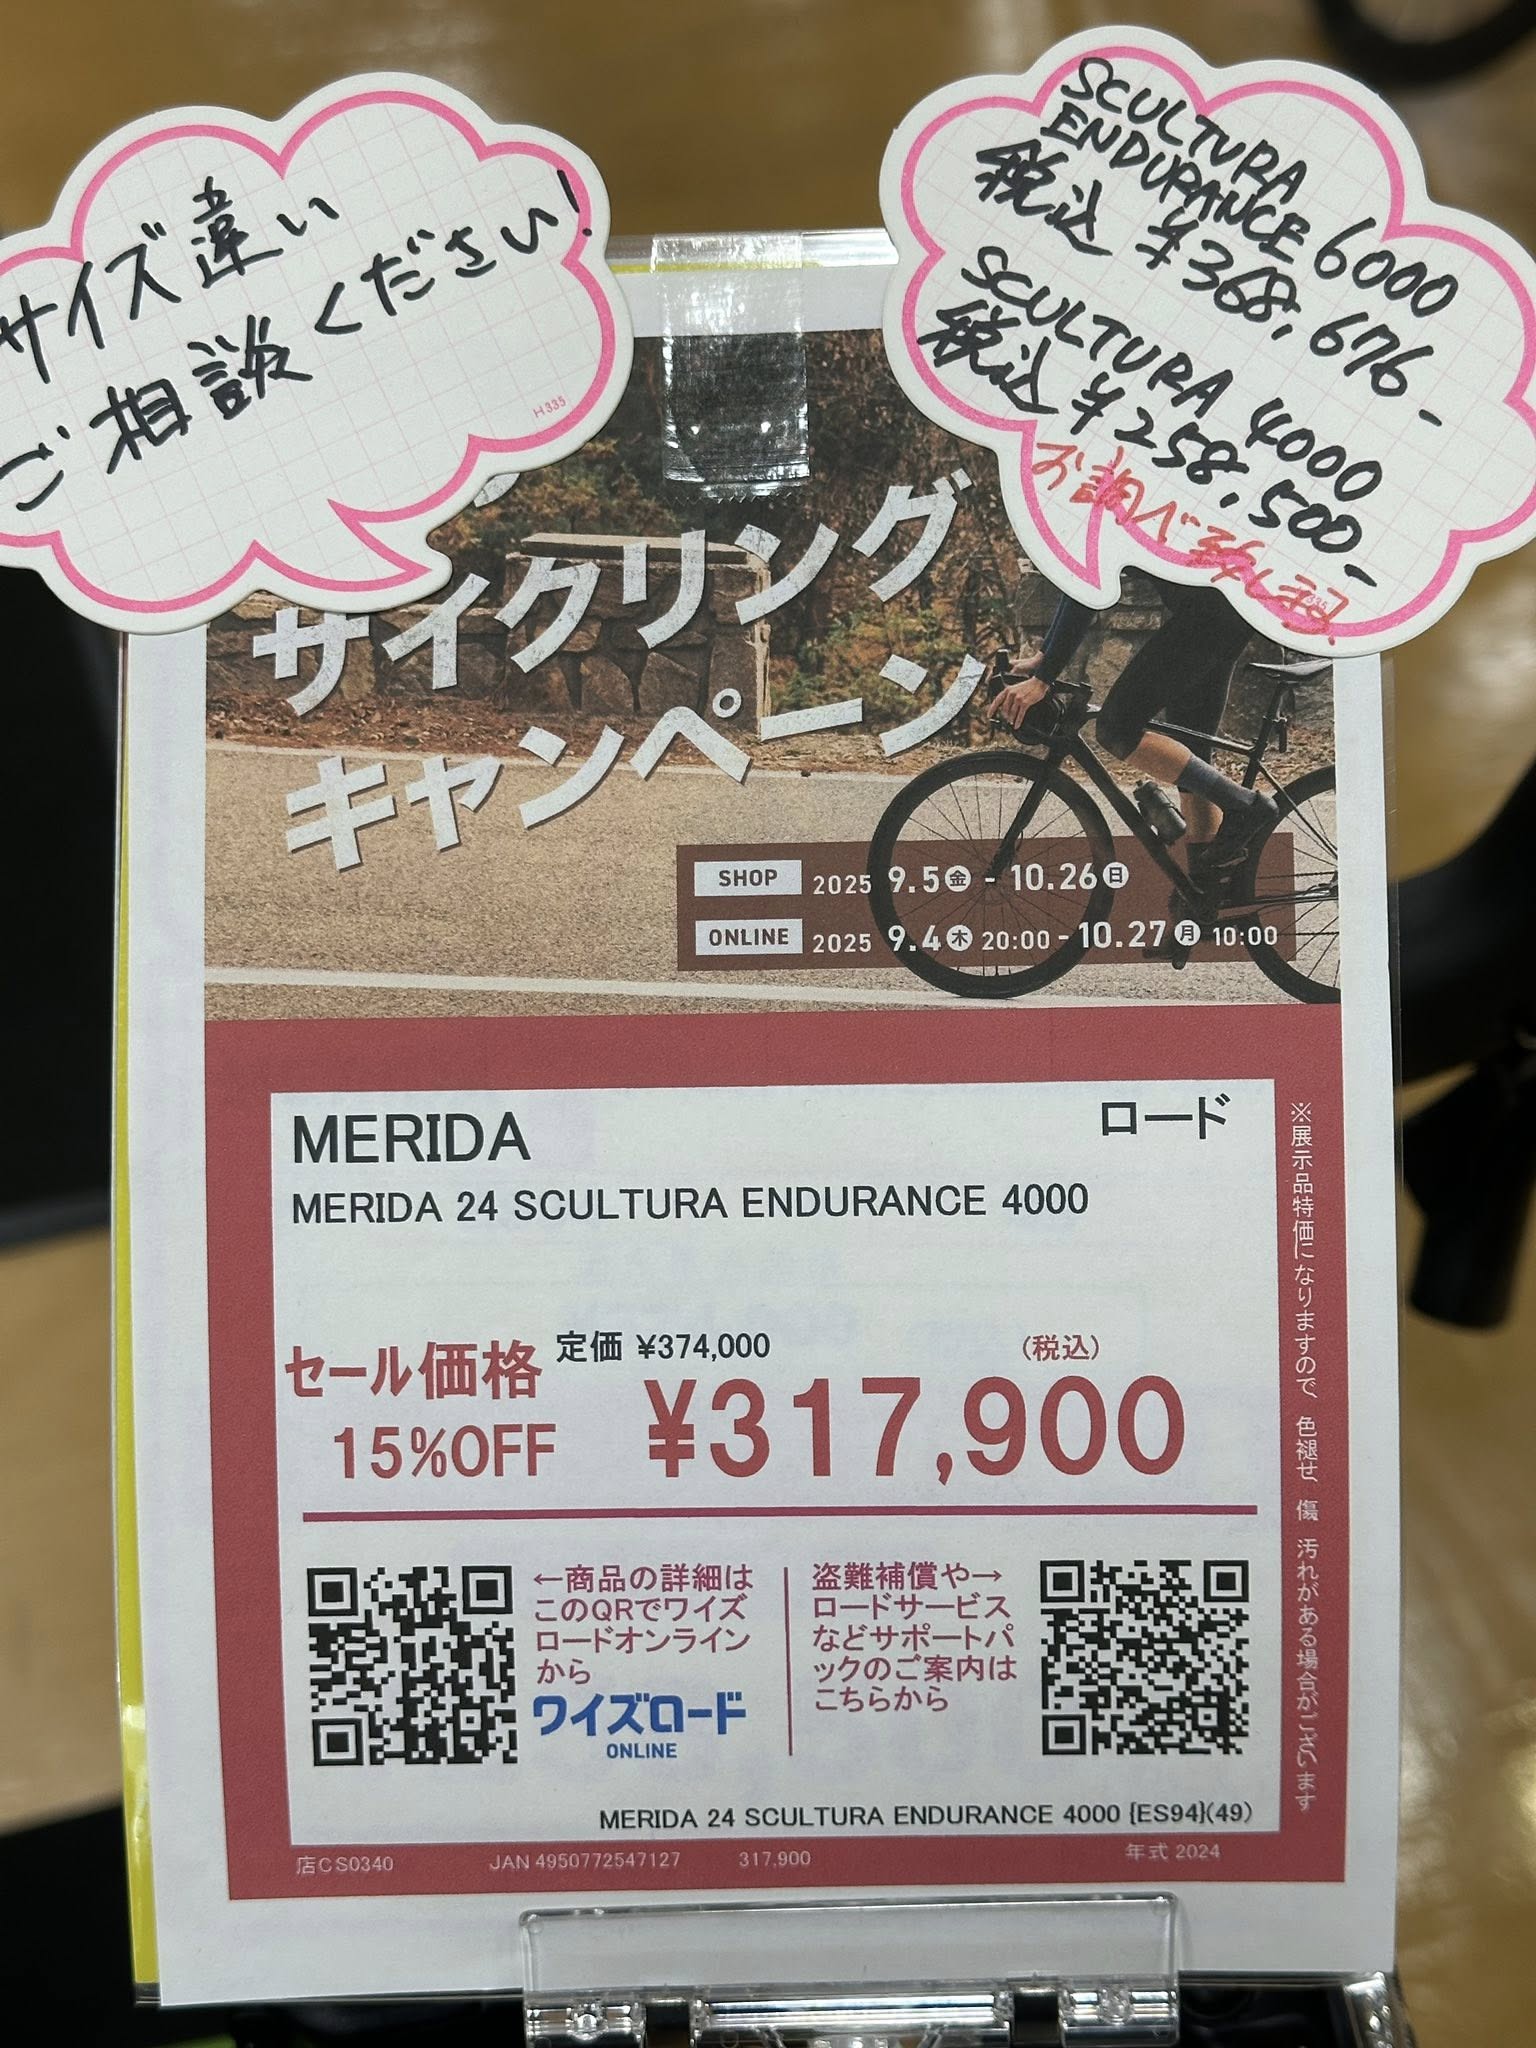 サイズ違い
ご相談ください!
H335
SCULTURA
ENDURANCE 6000
税込 ¥368,676-
SCULTURA 4000
税込 ¥258,500-
お調べ致します
サイクリング
キャンペーン
SHOP 2025 9.5金 - 10.26日
ONLINE 2025 9.4木 20:00 - 10.27月 10:00
MERIDA
ロード
MERIDA 24 SCULTURA ENDURANCE 4000
セール価格 定価 ¥374,000 (税込)
15%OFF ¥317,900
←商品の詳細は
このQRでワイズ
ロードオンライン
から
ワイズロード
ONLINE
盗難補償や→
ロードサービス
などサポートパ
ックのご案内は
こちらから
MERIDA 24 SCULTURA ENDURANCE 4000 {ES94}(49)
店CS0340 JAN 4950772547127 317,900 年式 2024
※展示品特価になりますので、色褪せ、傷 汚れがある場合がございます